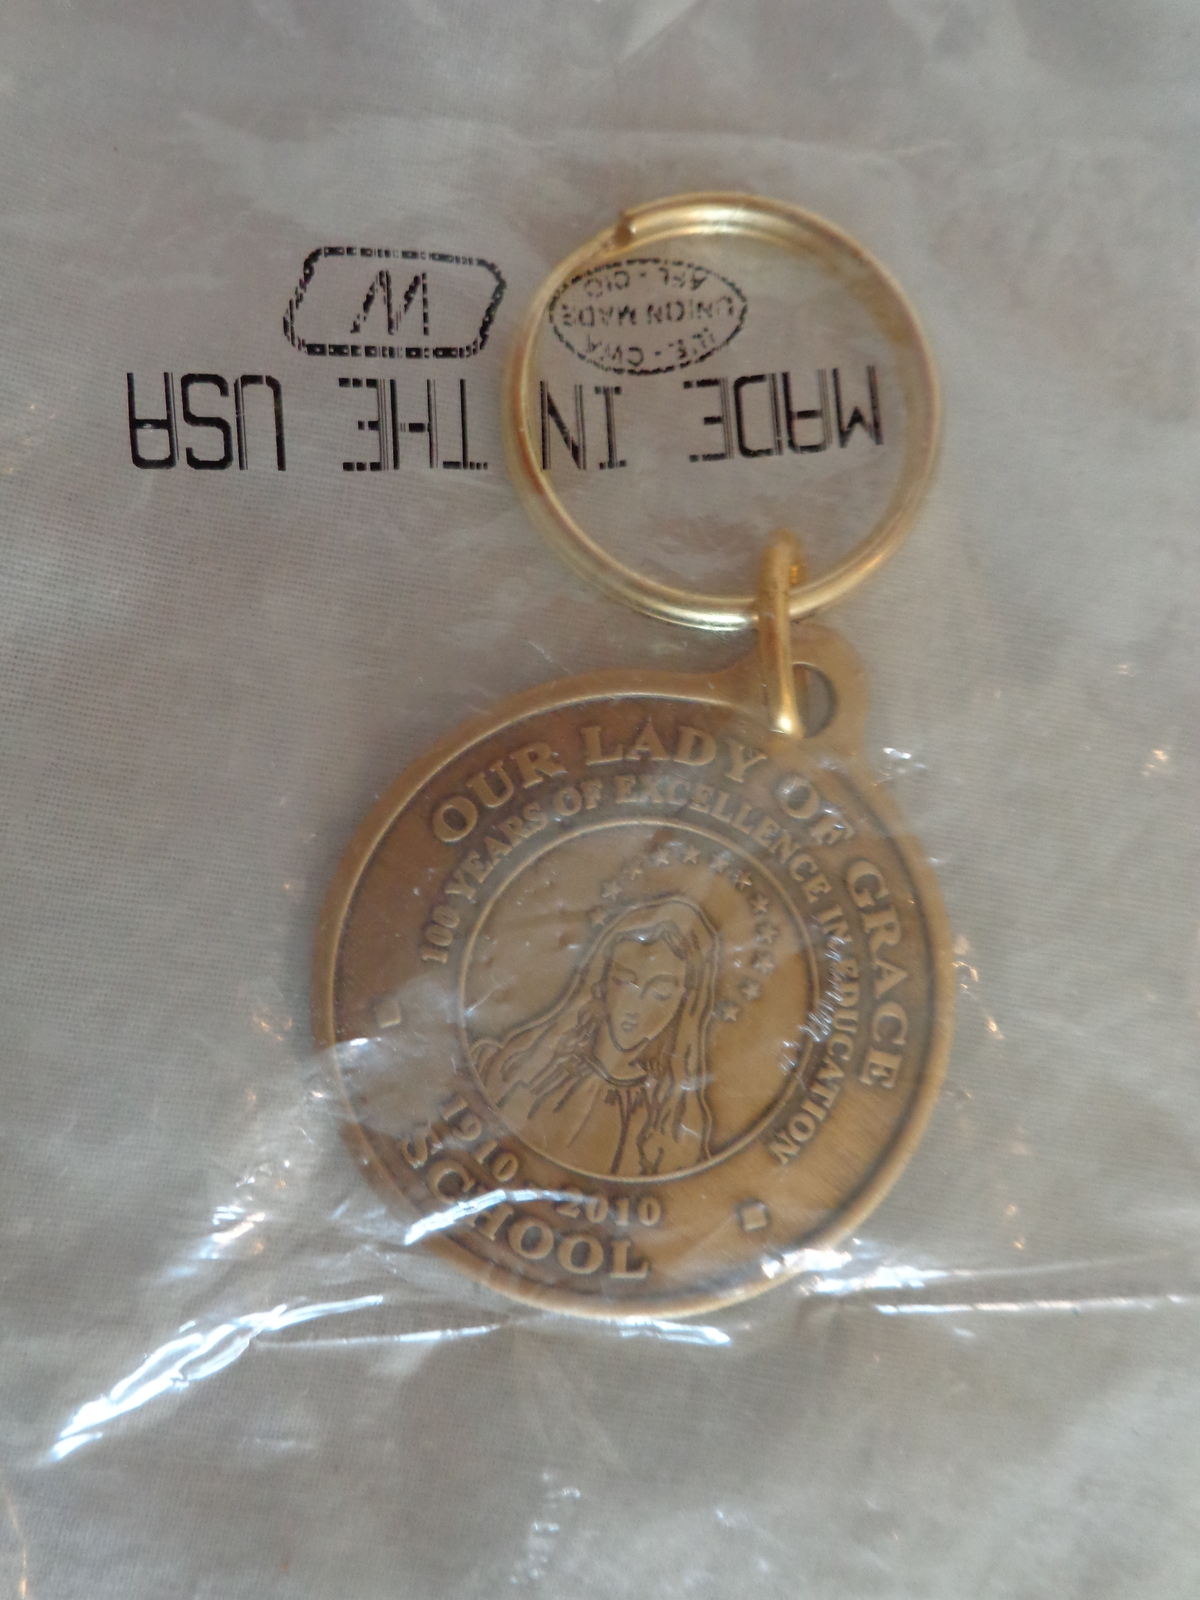 W
AFL - CIO
UNION MADE
IUE - CWA
MADE IN THE USA
OUR LADY OF GRACE
100 YEARS OF EXCELLENCE IN EDUCATION
1910 - 2010
SCHOOL